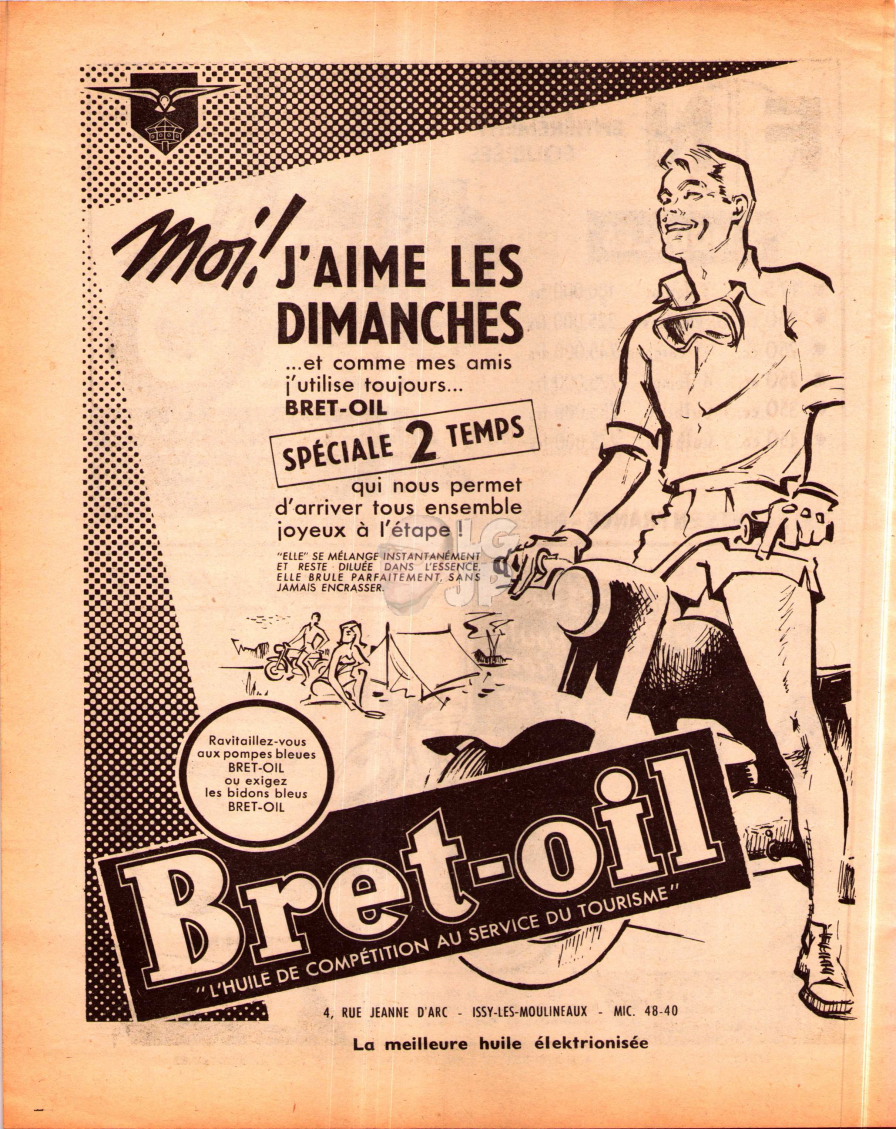 Moi! J'AIME LES
DIMANCHES
...et comme mes amis
j'utilise toujours...
BRET-OIL
SPÉCIALE 2 TEMPS
qui nous permet
d'arriver tous ensemble
joyeux à l'étape !
"ELLE" SE MÉLANGE INSTANTANÉMENT
ET RESTE DILUÉE DANS L'ESSENCE.
ELLE BRULE PARFAITEMENT, SANS
JAMAIS ENCRASSER.
LG
JP
Ravitaillez-vous
aux pompes bleues
BRET-OIL
ou exigez
les bidons bleus
BRET-OIL
Bret-oil
"L'HUILE DE COMPÉTITION AU SERVICE DU TOURISME"
4, RUE JEANNE D'ARC - ISSY-LES-MOULINEAUX - MIC. 48-40
La meilleure huile élektrionisée